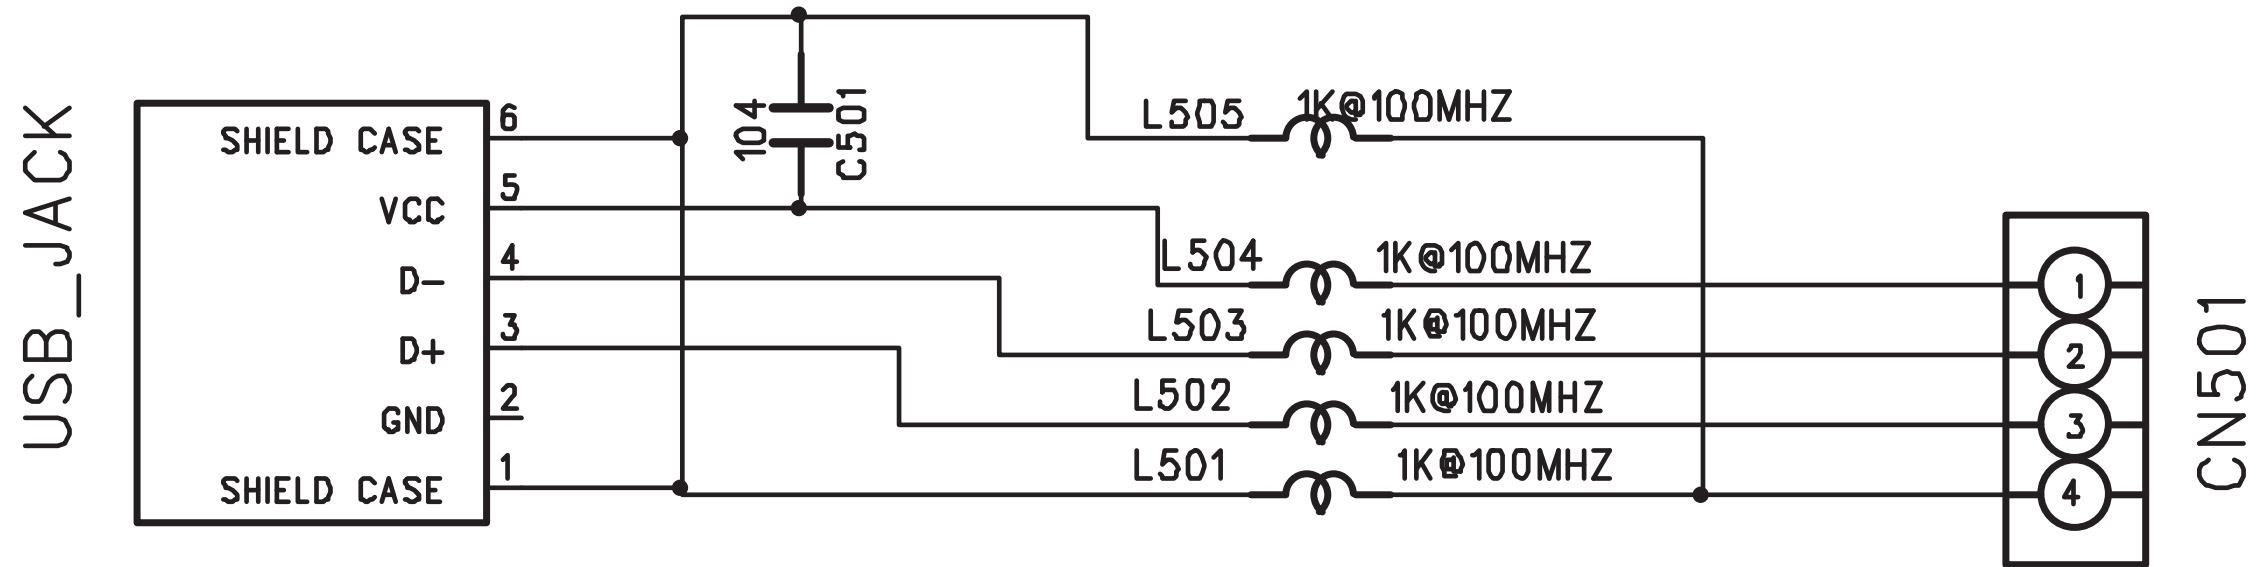 USB_JACK
SHIELD CASE 6
VCC 5
D- 4
D+ 3
GND 2
SHIELD CASE 1
104
C501
L505 1K@100MHZ
L504 1K@100MHZ
L503 1K@100MHZ
L502 1K@100MHZ
L501 1K@100MHZ
1
2
3
4
CN501